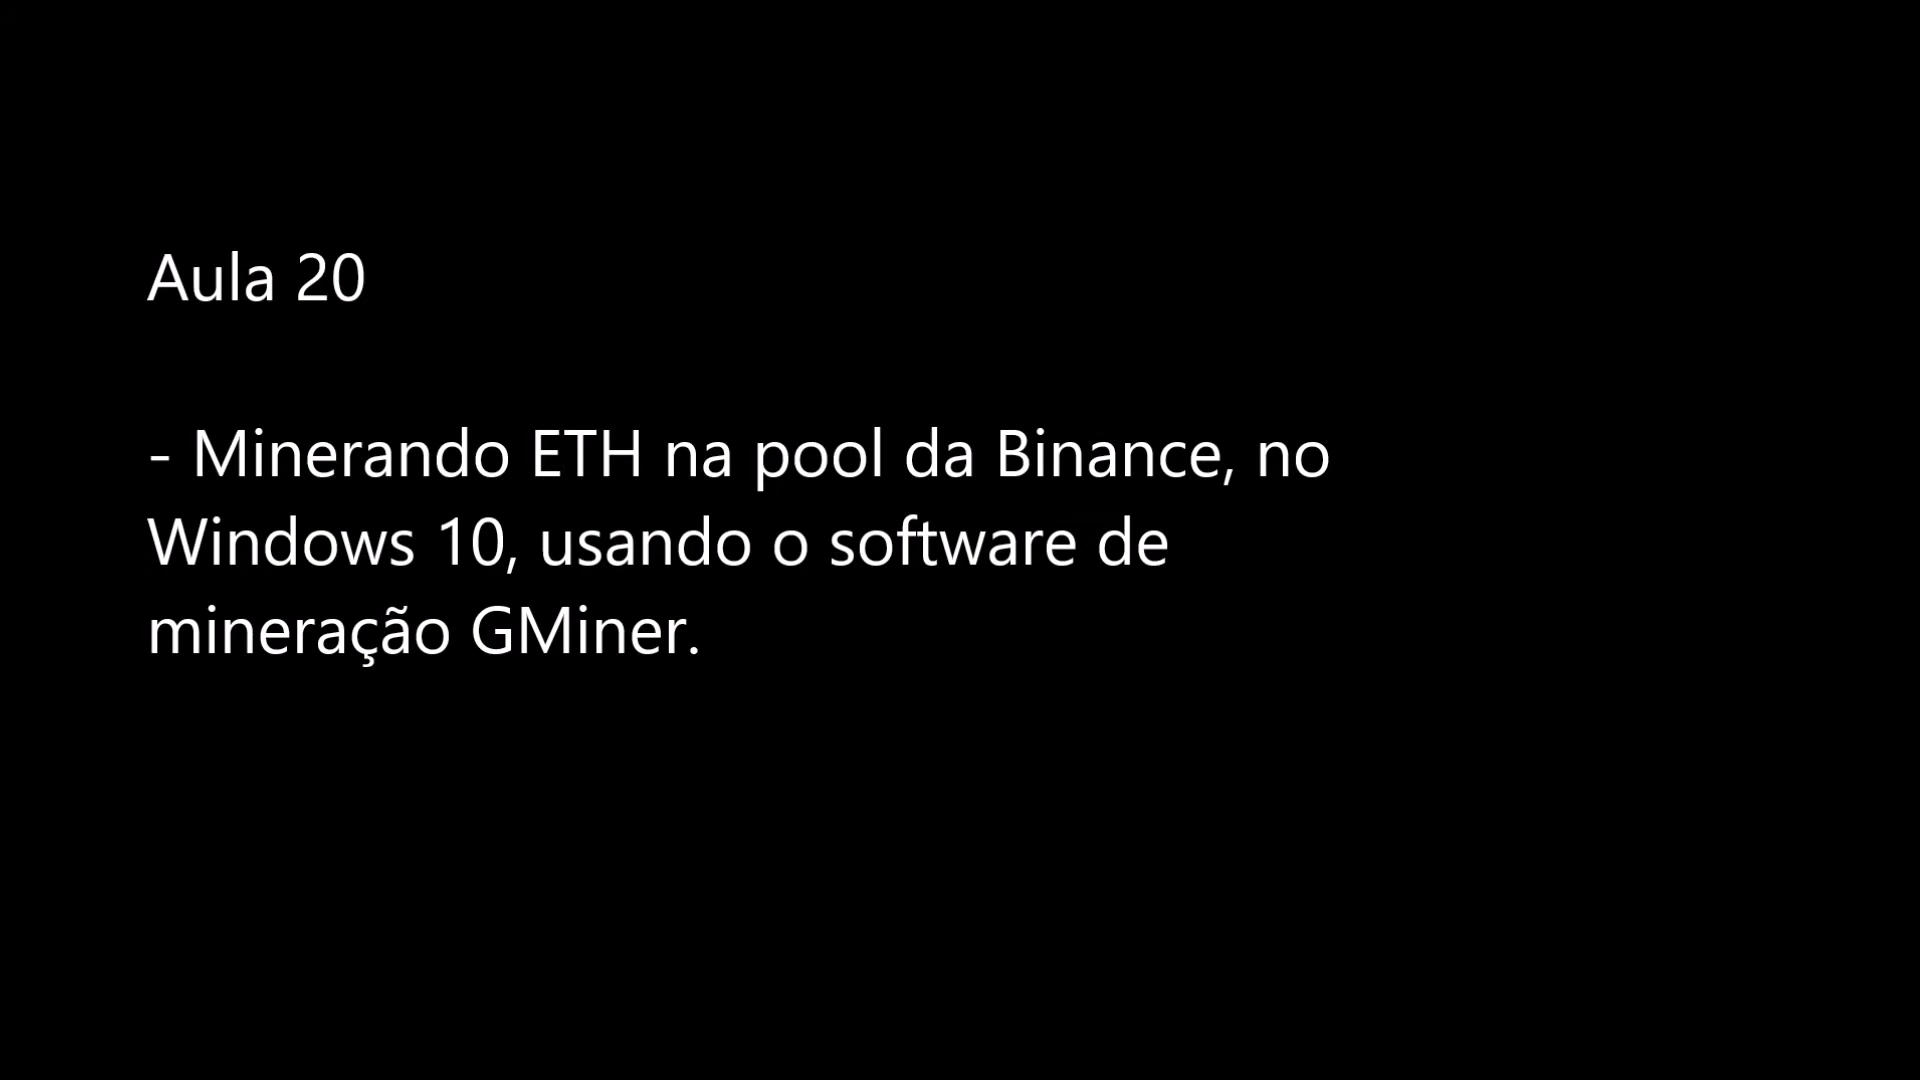 Aula 20
- Minerando ETH na pool da Binance, no
Windows 10, usando o software de
mineração GMiner.